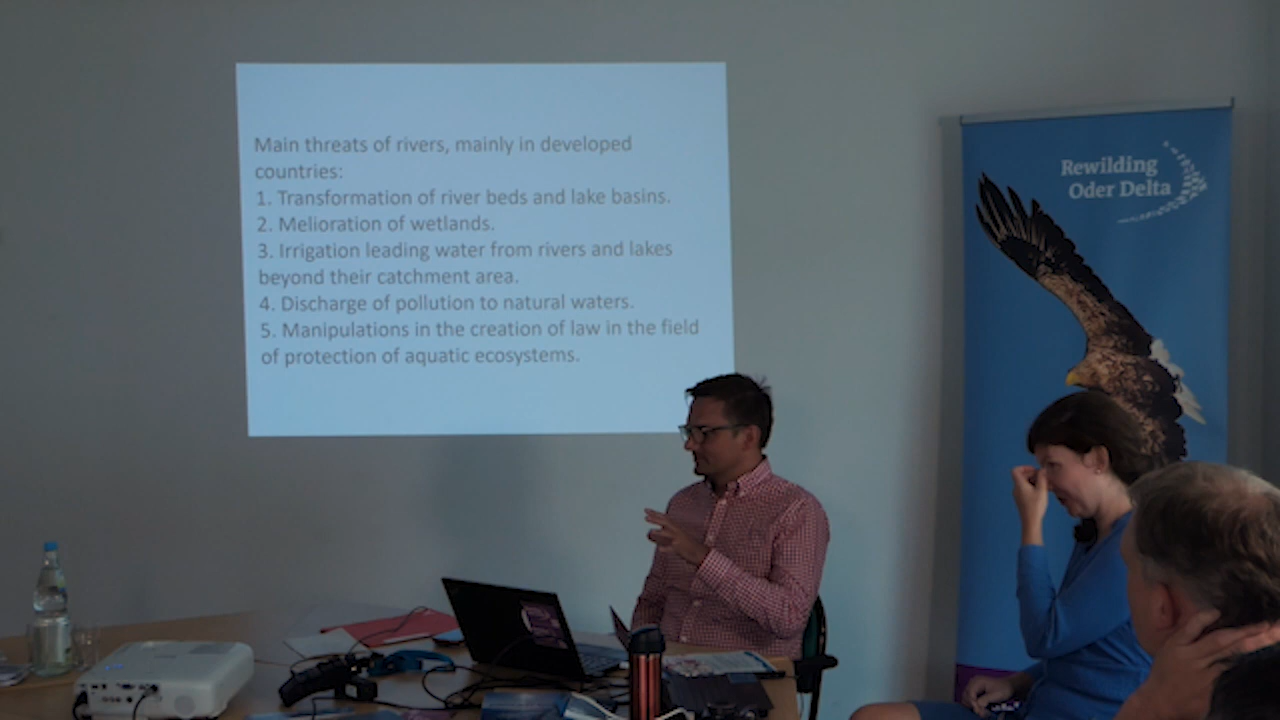 Main threats of rivers, mainly in developed
countries:
1. Transformation of river beds and lake basins.
2. Melioration of wetlands.
3. Irrigation leading water from rivers and lakes
beyond their catchment area.
4. Discharge of pollution to natural waters.
5. Manipulations in the creation of law in the field
of protection of aquatic ecosystems.
Rewilding
Oder Delta